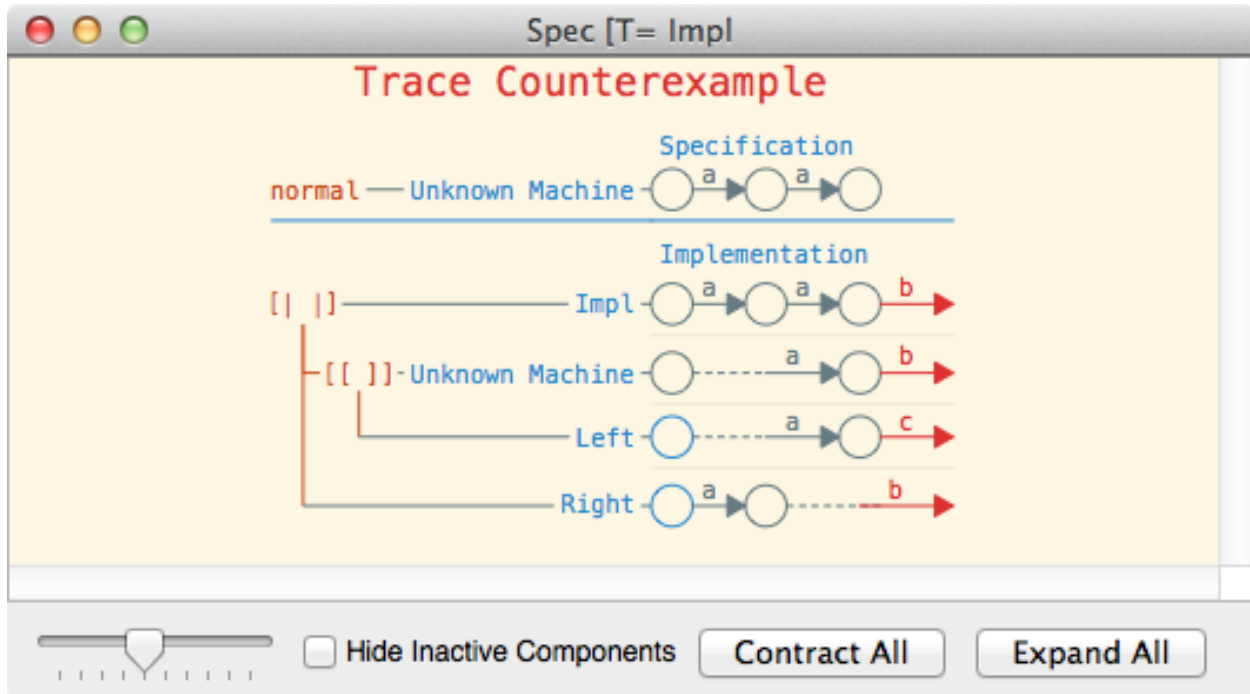 Spec [T= Impl
Trace Counterexample
Specification
normal Unknown Machine a a
Implementation
[| |] Impl a a b
[[ ]] Unknown Machine a b
Left a c
Right a b
Hide Inactive Components Contract All Expand All